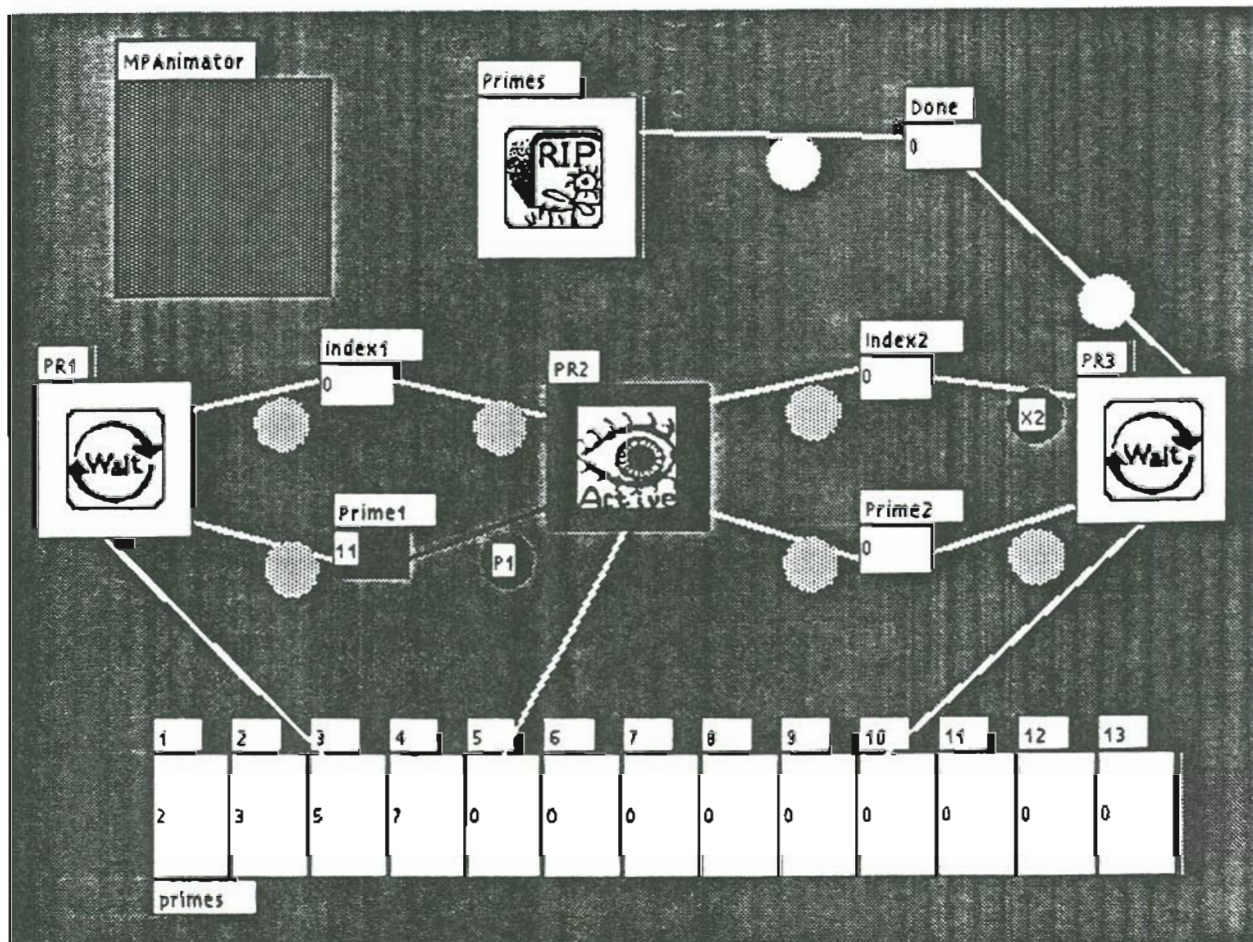 MPAnimator
Primes
RIP
Done
0
PR1
Wait
Index1
0
PR2
Active
Index2
0
X2
PR3
Wait
Prime1
11
P1
Prime2
0
1 2 3 4 5 6 7 8 9 10 11 12 13
2 3 5 7 0 0 0 0 0 0 0 0 0
primes